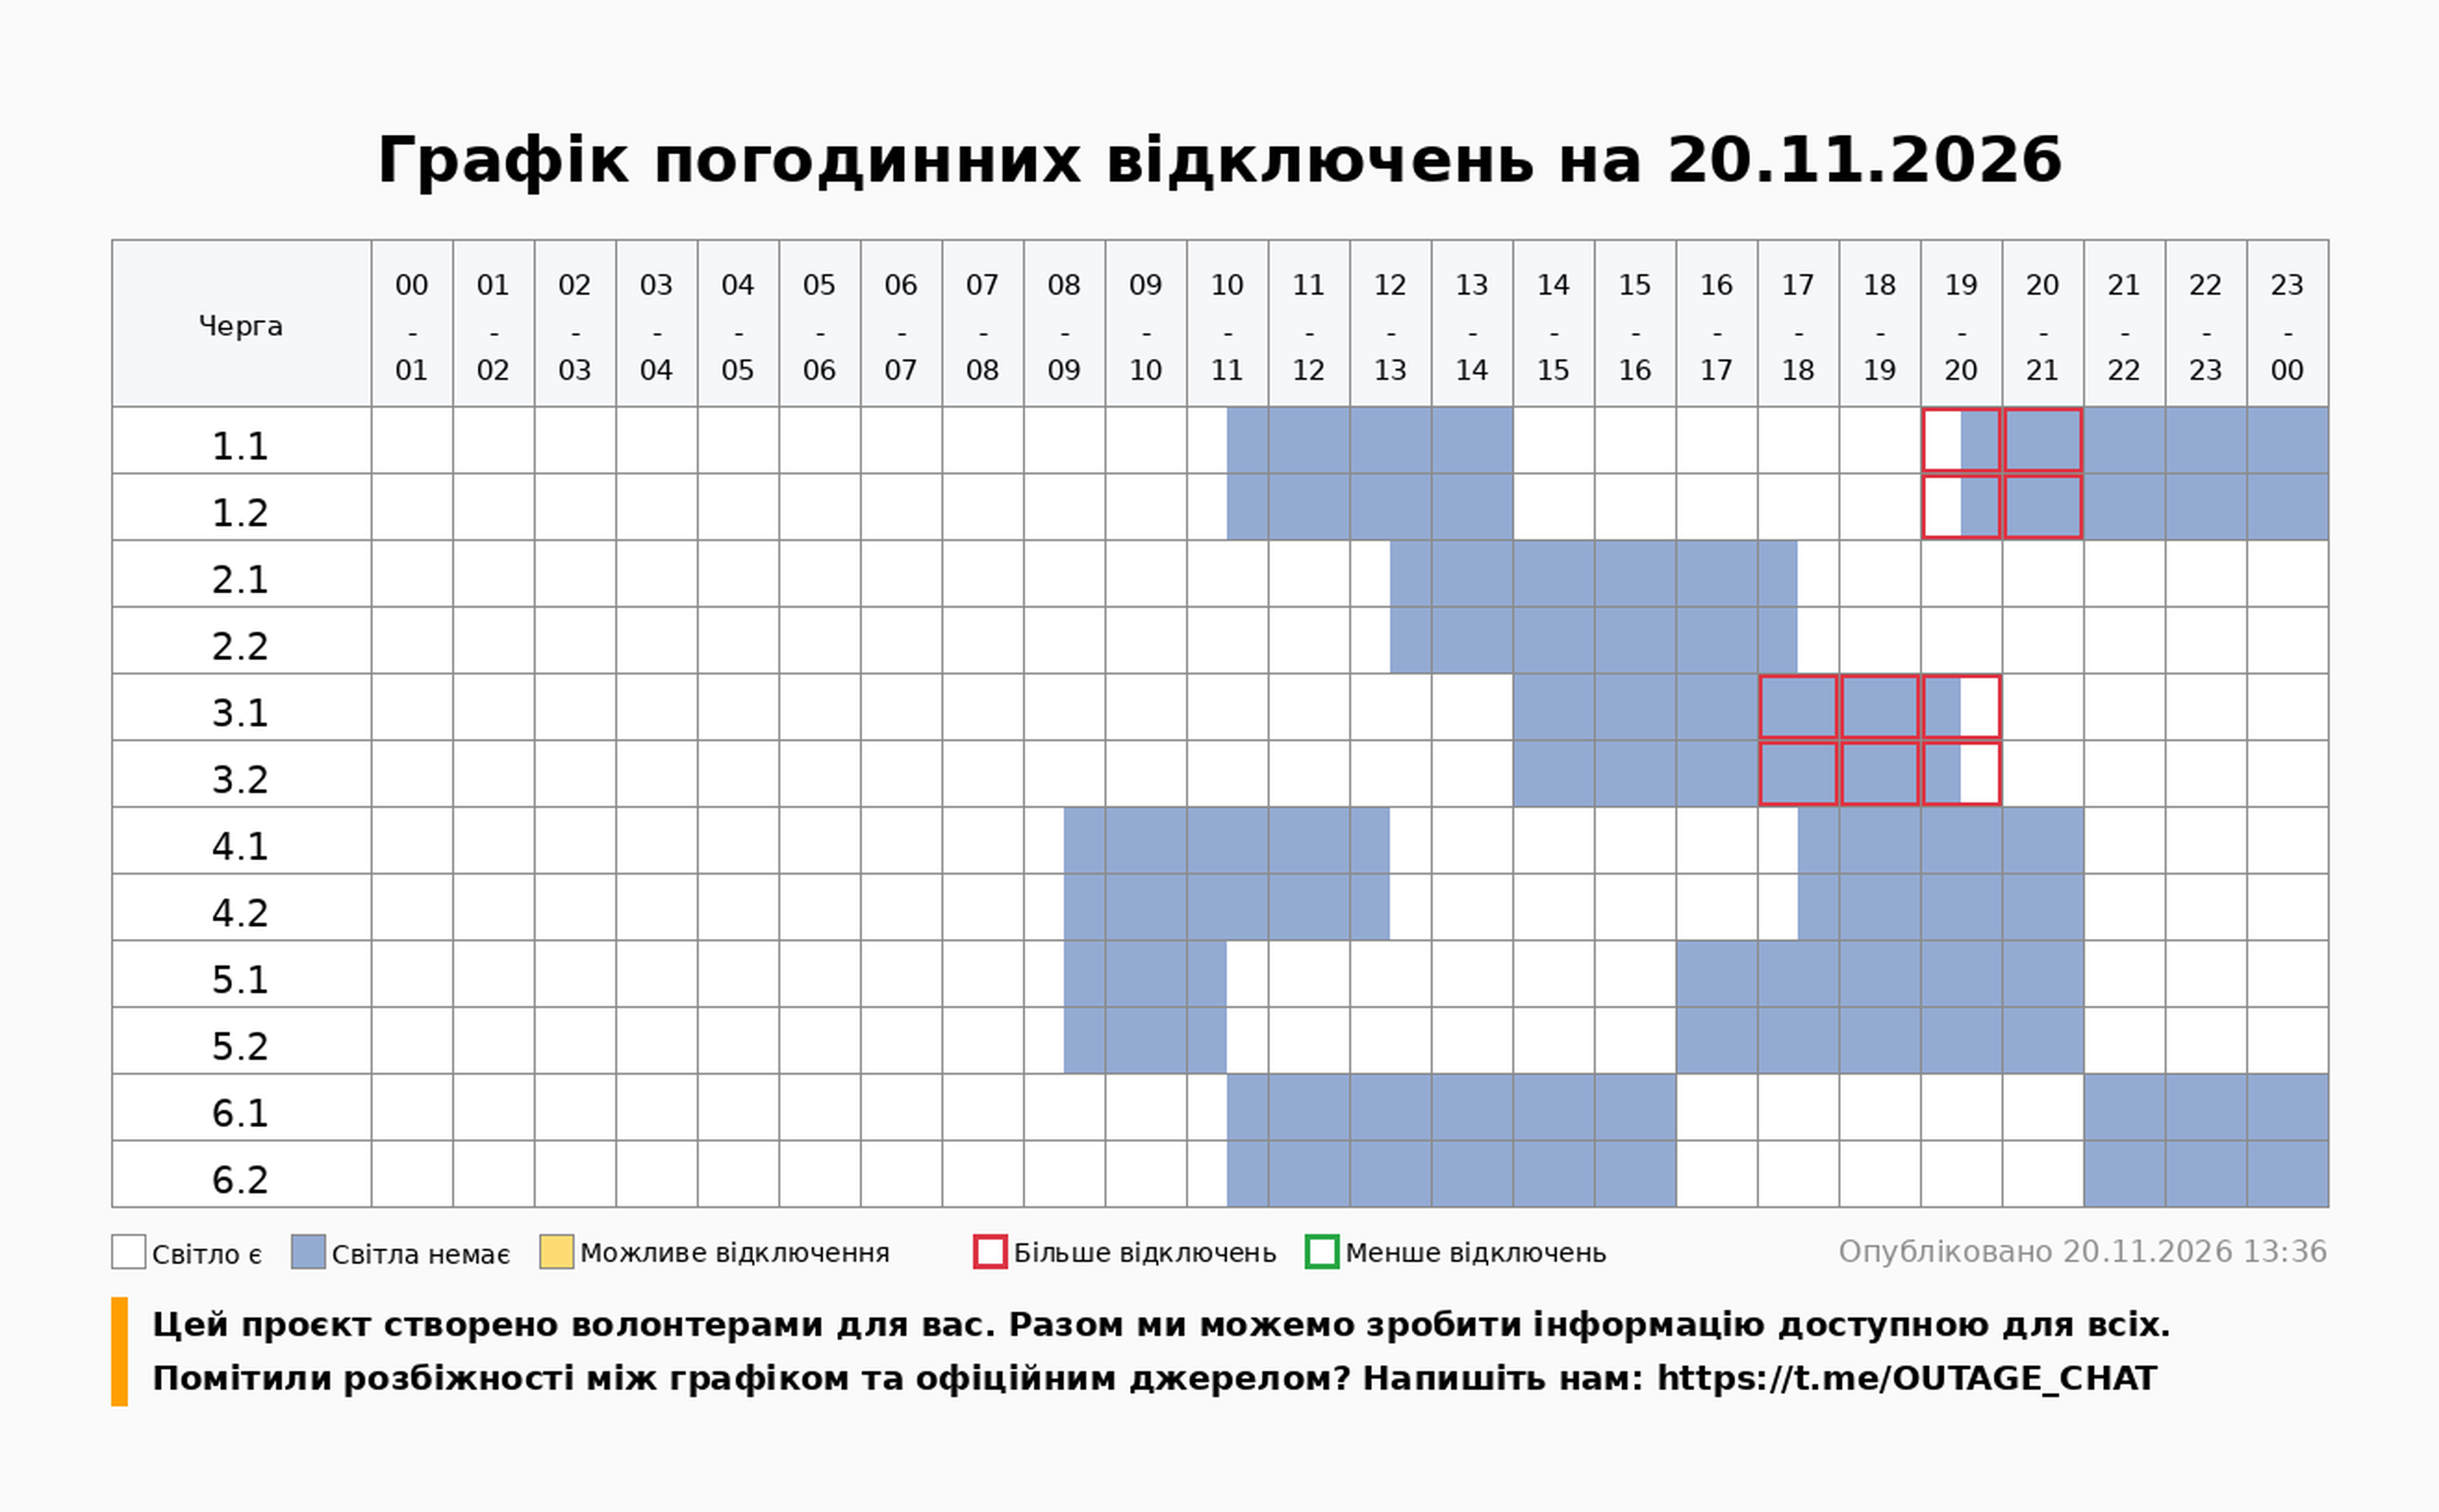 Графік погодинних відключень на 20.11.2026
Черга
00 - 01
01 - 02
02 - 03
03 - 04
04 - 05
05 - 06
06 - 07
07 - 08
08 - 09
09 - 10
10 - 11
11 - 12
12 - 13
13 - 14
14 - 15
15 - 16
16 - 17
17 - 18
18 - 19
19 - 20
20 - 21
21 - 22
22 - 23
23 - 00
1.1
1.2
2.1
2.2
3.1
3.2
4.1
4.2
5.1
5.2
6.1
6.2
Світло є
Світла немає
Можливе відключення
Більше відключень
Менше відключень
Опубліковано 20.11.2026 13:36
Цей проєкт створено волонтерами для вас. Разом ми можемо зробити інформацію доступною для всіх.
Помітили розбіжності між графіком та офіційним джерелом? Напишіть нам: https://t.me/OUTAGE_CHAT